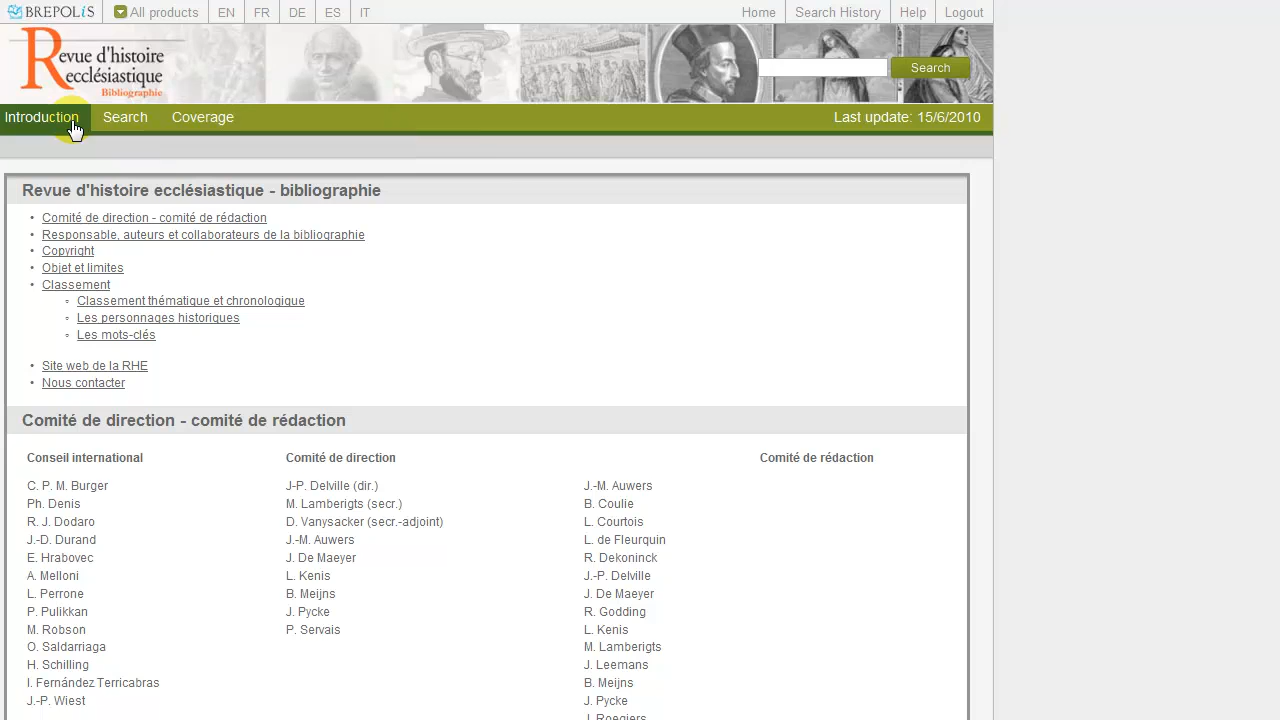 BREPOLiS All products EN FR DE ES IT Home Search History Help Logout
Revue d'histoire
ecclésiastique
Bibliographie
Search
Introduction Search Coverage Last update: 15/6/2010
Revue d'histoire ecclésiastique - bibliographie
• Comité de direction - comité de rédaction
• Responsable, auteurs et collaborateurs de la bibliographie
• Copyright
• Objet et limites
• Classement
◦ Classement thématique et chronologique
◦ Les personnages historiques
◦ Les mots-clés
• Site web de la RHE
• Nous contacter
Comité de direction - comité de rédaction
Conseil international
C. P. M. Burger
Ph. Denis
R. J. Dodaro
J.-D. Durand
E. Hrabovec
A. Melloni
L. Perrone
P. Pulikkan
M. Robson
O. Saldarriaga
H. Schilling
I. Fernández Terricabras
J.-P. Wiest
Comité de direction
J-P. Delville (dir.)
M. Lamberigts (secr.)
D. Vanysacker (secr.-adjoint)
J.-M. Auwers
J. De Maeyer
L. Kenis
B. Meijns
J. Pycke
P. Servais
Comité de rédaction
J.-M. Auwers
B. Coulie
L. Courtois
L. de Fleurquin
R. Dekoninck
J.-P. Delville
J. De Maeyer
R. Godding
L. Kenis
M. Lamberigts
J. Leemans
B. Meijns
J. Pycke
J. Roegiers